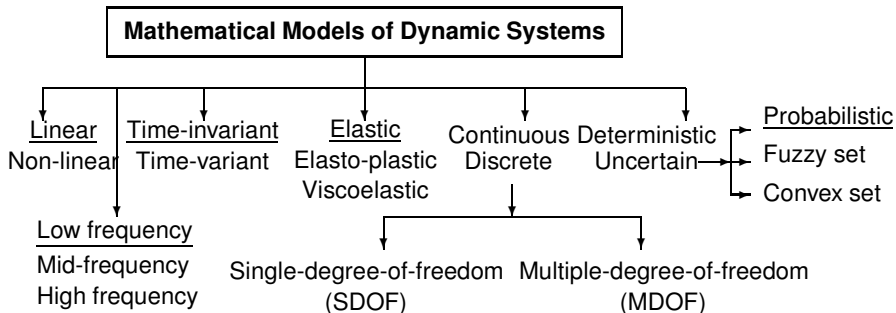 Mathematical Models of Dynamic Systems
Linear
Non-linear
Time-invariant
Time-variant
Elastic
Elasto-plastic
Viscoelastic
Continuous
Discrete
Deterministic
Uncertain
Probabilistic
Fuzzy set
Convex set
Low frequency
Mid-frequency
High frequency
Single-degree-of-freedom
(SDOF)
Multiple-degree-of-freedom
(MDOF)